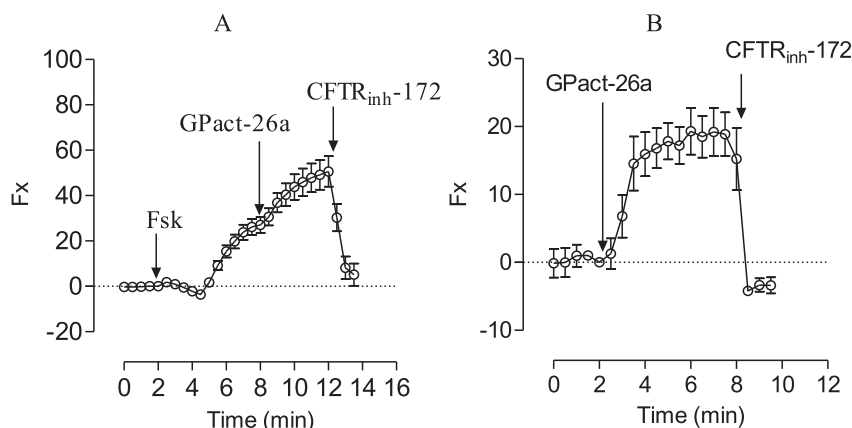 A
100
80
60
40
20
0
-20
Fx
Fsk
GPact-26a
CFTRinh-172
0 2 4 6 8 10 12 14 16
Time (min)
B
30
20
10
0
-10
Fx
GPact-26a
CFTRinh-172
0 2 4 6 8 10 12
Time (min)